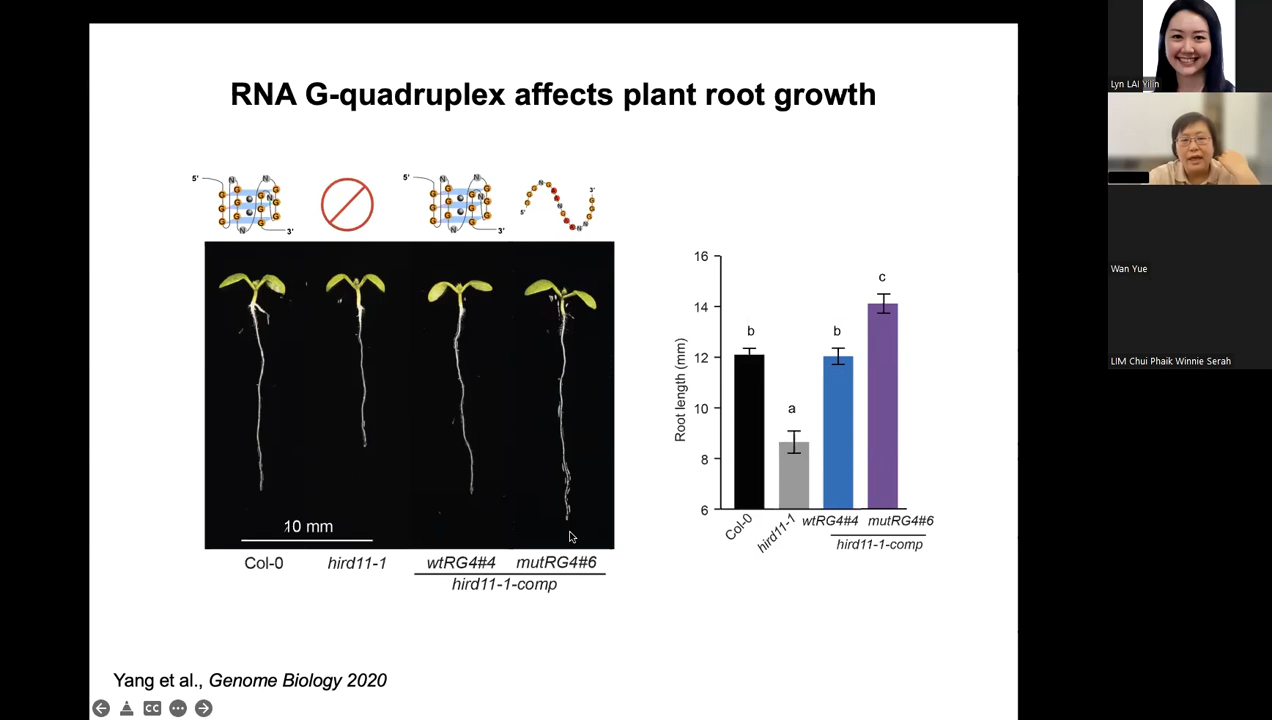 RNA G-quadruplex affects plant root growth
5'
3'
5'
3'
5'
3'
10 mm
Col-0
hird11-1
wtRG4#4
mutRG4#6
hird11-1-comp
Root length (mm)
16
14
12
10
8
6
b
a
b
c
Col-0
hird11-1
wtRG4#4
mutRG4#6
hird11-1-comp
Yang et al., Genome Biology 2020
CC
Lyn LAI Yilin
Wan Yue
LIM Chui Phaik Winnie Serah